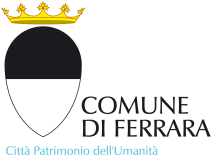 COMUNE
DI FERRARA
Città Patrimonio dell'Umanità